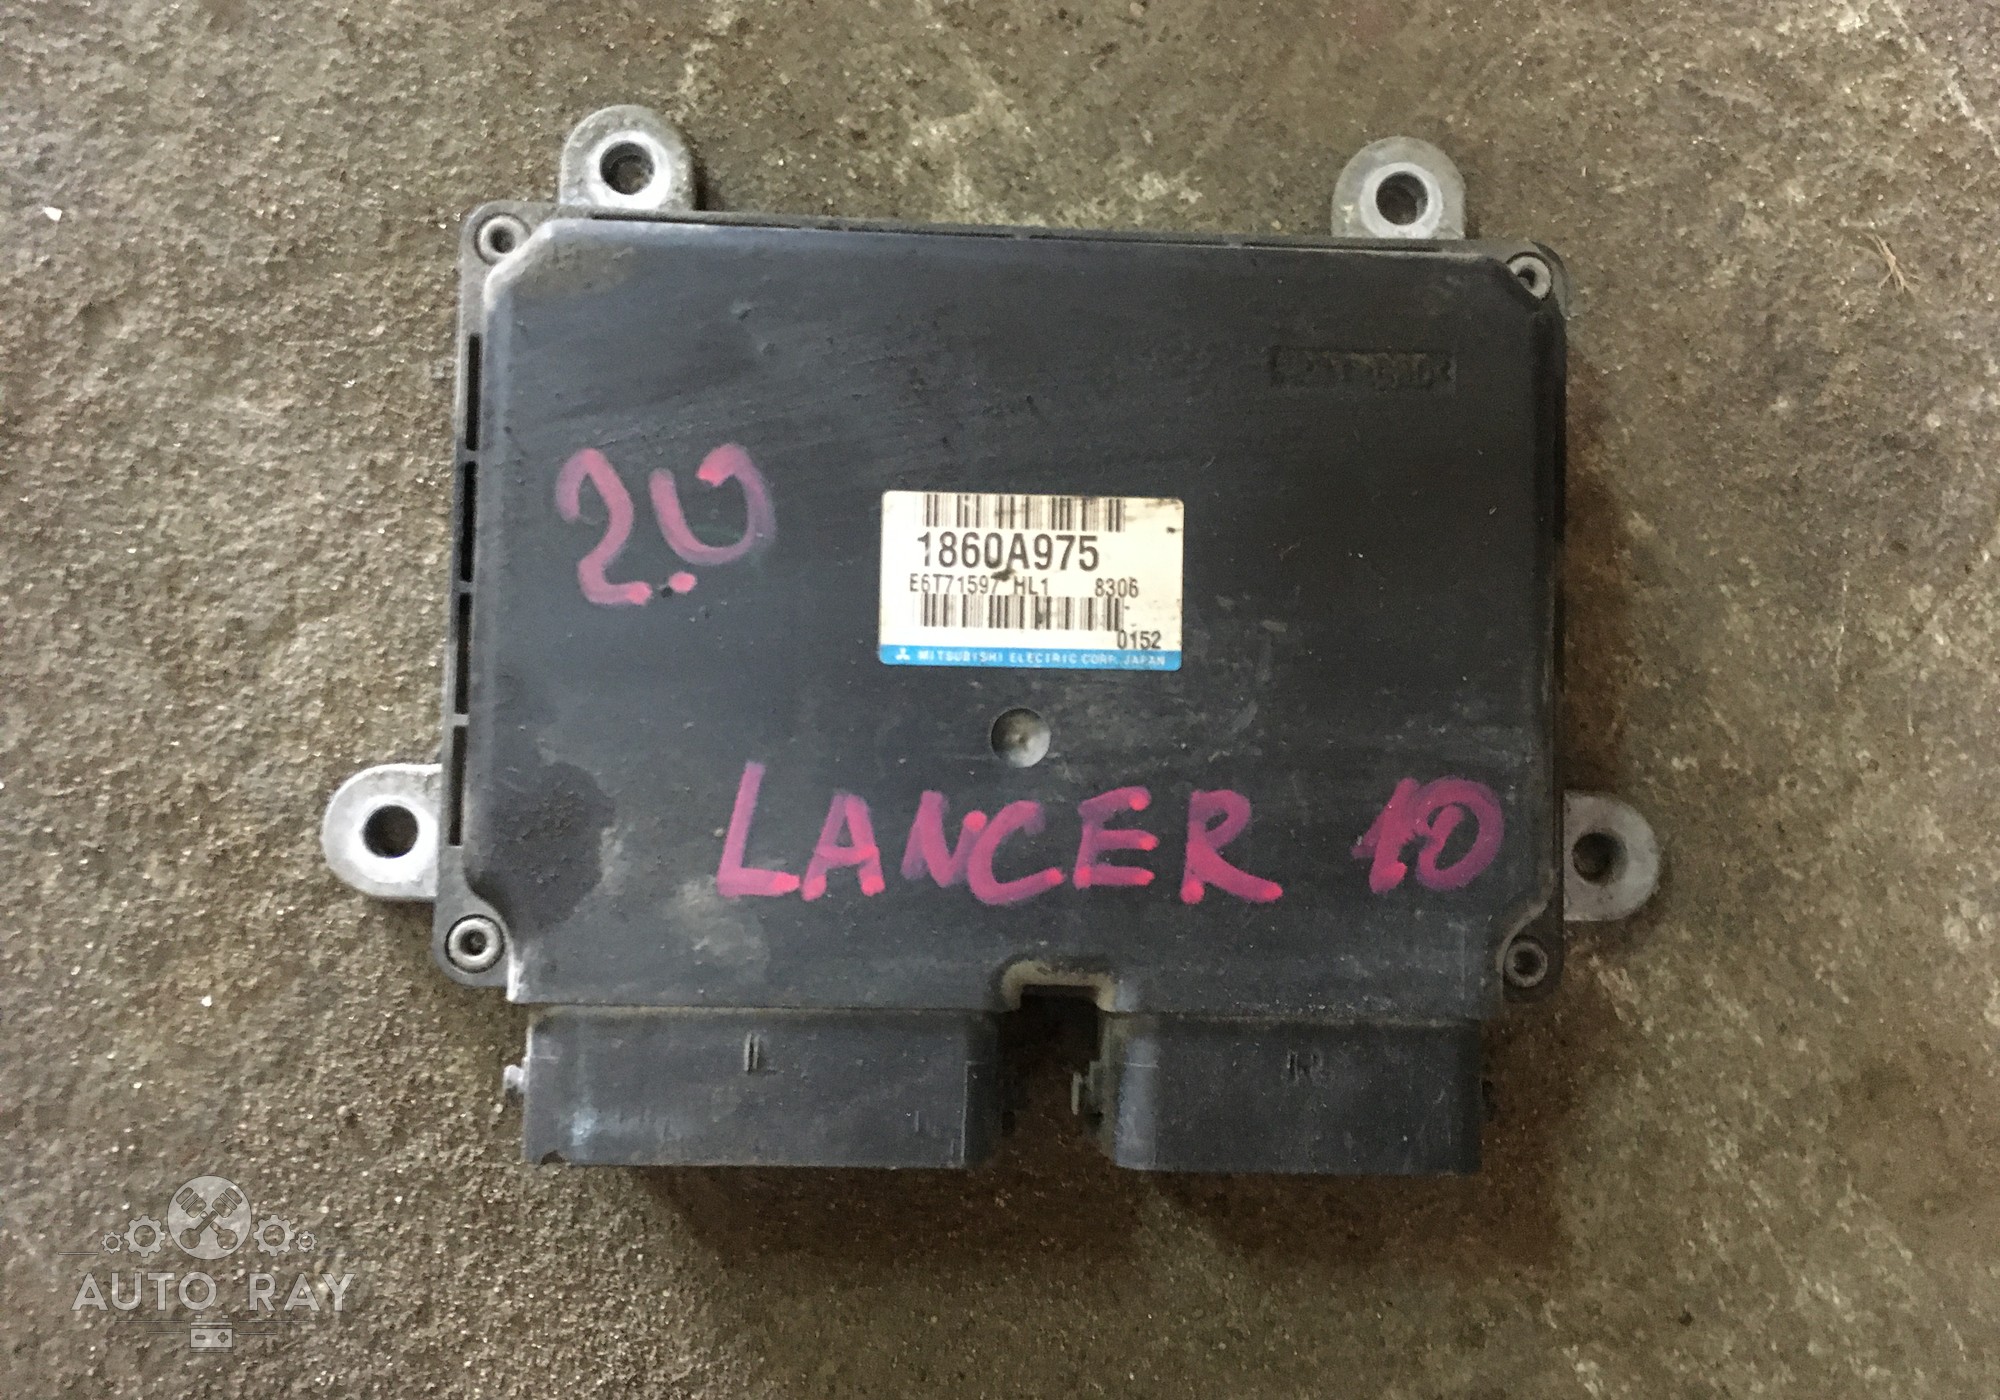 2.0
1860A975
E6T71597 HL1 8306
0152
MITSUBISHI ELECTRIC CORP. JAPAN
LANCER 10
AUTO RAY